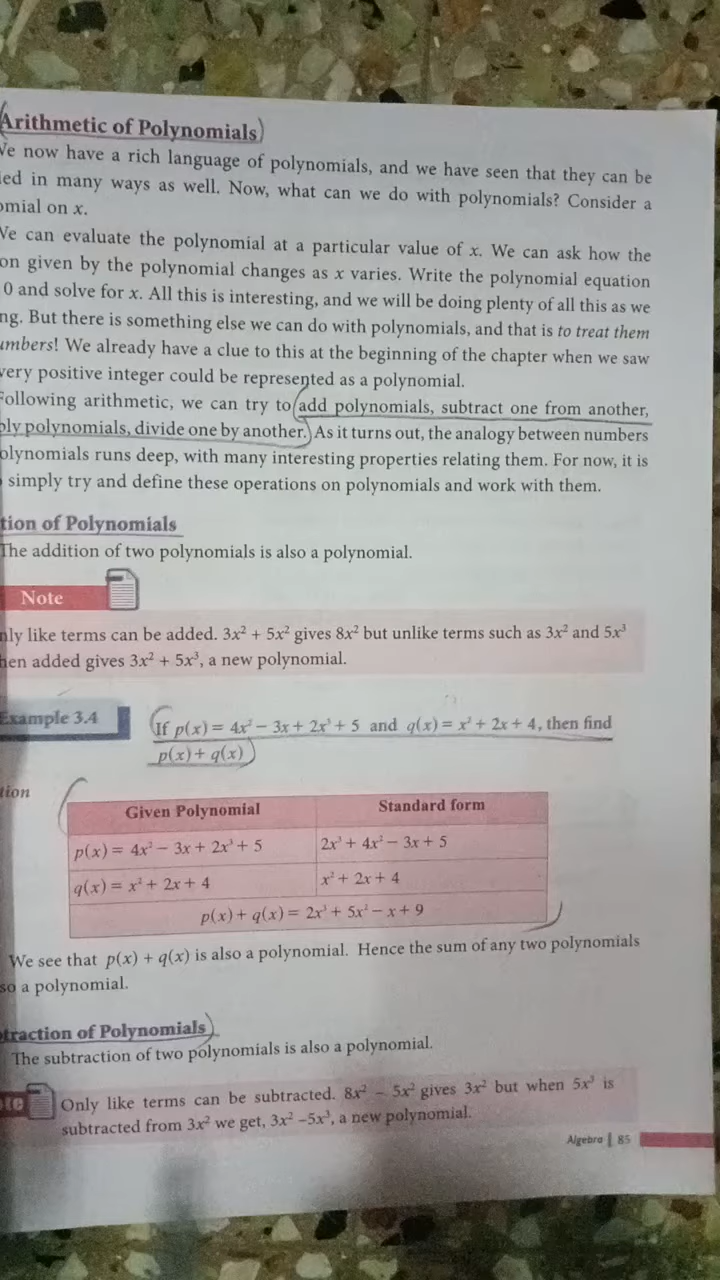 Arithmetic of Polynomials
We now have a rich language of polynomials, and we have seen that they can be
in many ways as well. Now, what can we do with polynomials? Consider a
on x.
We can evaluate the polynomial at a particular value of x. We can ask how the
given by the polynomial changes as x varies. Write the polynomial equation
0 and solve for x. All this is interesting, and we will be doing plenty of all this as we
But there is something else we can do with polynomials, and that is to treat them
We already have a clue to this at the beginning of the chapter when we saw
very positive integer could be represented as a polynomial.
Following arithmetic, we can try to add polynomials, subtract one from another,
ply polynomials, divide one by another. As it turns out, the analogy between numbers
olynomials runs deep, with many interesting properties relating them. For now, it is
simply try and define these operations on polynomials and work with them.
tion of Polynomials
The addition of two polynomials is also a polynomial.
Note
nly like terms can be added. 3x² + 5x² gives 8x² but unlike terms such as 3x² and 5x³
hen added gives 3x² + 5x³, a new polynomial.
Example 3.4
If p(x) = 4x² – 3x + 2x³ + 5 and q(x) = x² + 2x + 4, then find
p(x) + q(x)
tion
Given Polynomial Standard form
p(x) = 4x² – 3x + 2x³ + 5 2x³ + 4x² – 3x + 5
q(x) = x² + 2x + 4 x² + 2x + 4
p(x) + q(x) = 2x³ + 5x² – x + 9
We see that p(x) + q(x) is also a polynomial. Hence the sum of any two polynomials
so a polynomial.
traction of Polynomials
The subtraction of two polynomials is also a polynomial.
Only like terms can be subtracted. 8x² – 5x² gives 3x² but when 5x³ is
subtracted from 3x² we get, 3x² –5x³, a new polynomial.
Algebra | 85